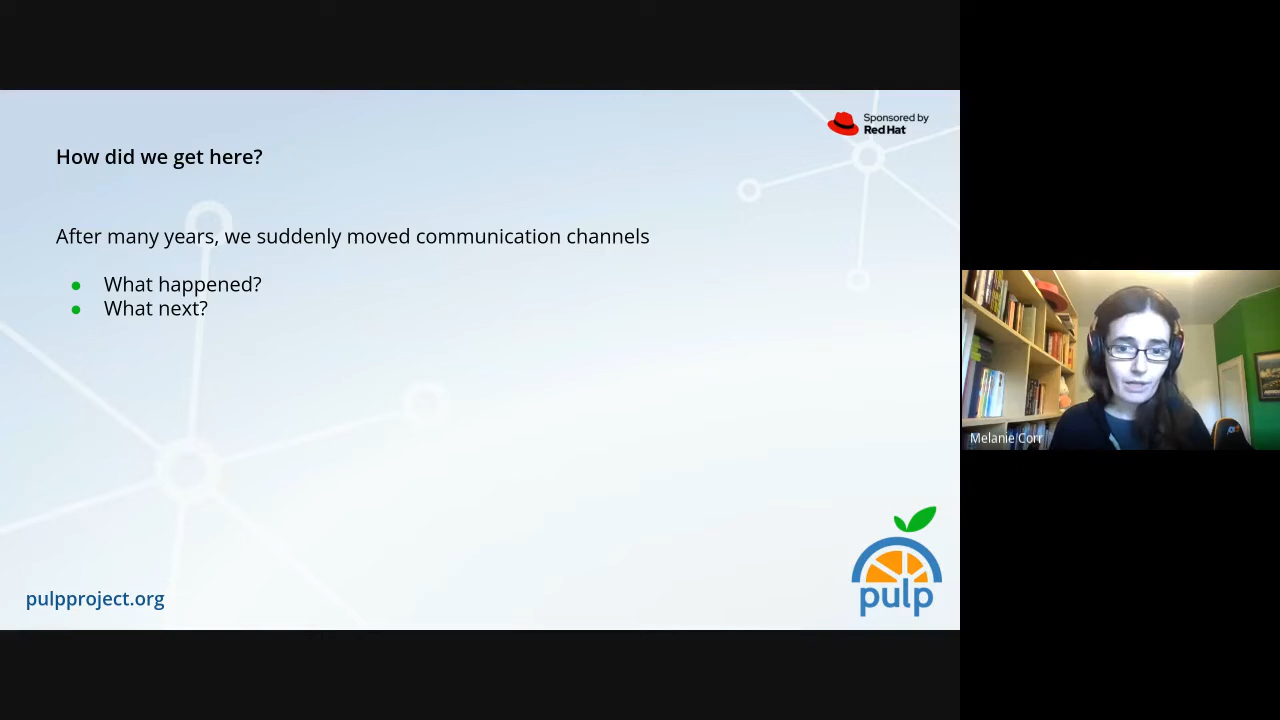 Sponsored by
Red Hat
How did we get here?
After many years, we suddenly moved communication channels
● What happened?
● What next?
pulpproject.org
pulp
Melanie Corr